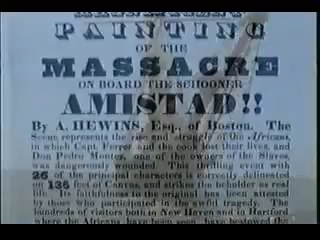 PAINTING
OF THE
MASSACRE
ON BOARD THE SCHOONER
AMISTAD!!
By A. HEWINS, Esq., of Boston. The
Scene represents the rise and struggle of the Africans,
in which Capt. Ferrer and the cook lost their lives, and
Don Pedro Montez, one of the owners of the Slaves,
was dangerously wounded. This thrilling event with
26 of the principal characters is correctly delineated
on 135 feet of Canvas, and strikes the beholder as real
life. Its faithfulness to the original has been attested
by those who participated in the awful tragedy. The
hundreds of visitors both in New Haven and in Hartford
where the Africans have been seen have bestowed the